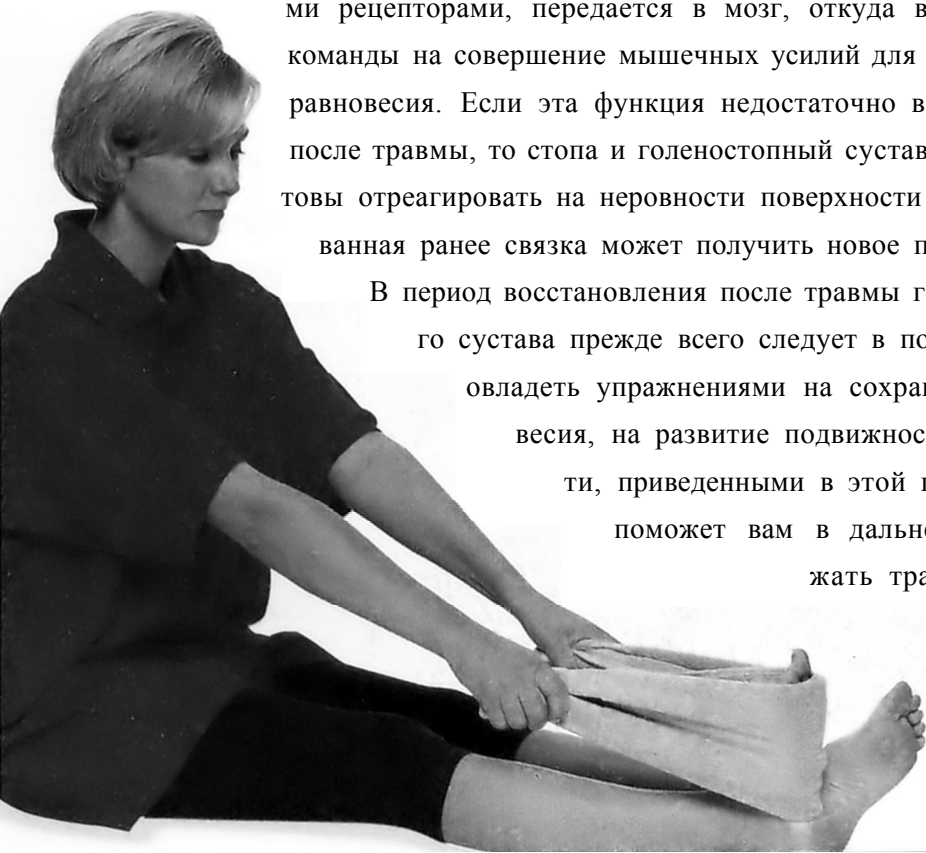 ми рецепторами, передается в мозг, откуда в
команды на совершение мышечных усилий для
равновесия. Если эта функция недостаточно в
после травмы, то стопа и голеностопный сустав
товы отреагировать на неровности поверхности
ванная ранее связка может получить новое п
В период восстановления после травмы г
го сустава прежде всего следует в по
овладеть упражнениями на сохран
весия, на развитие подвижнос
ти, приведенными в этой г
поможет вам в дальне
жать тра